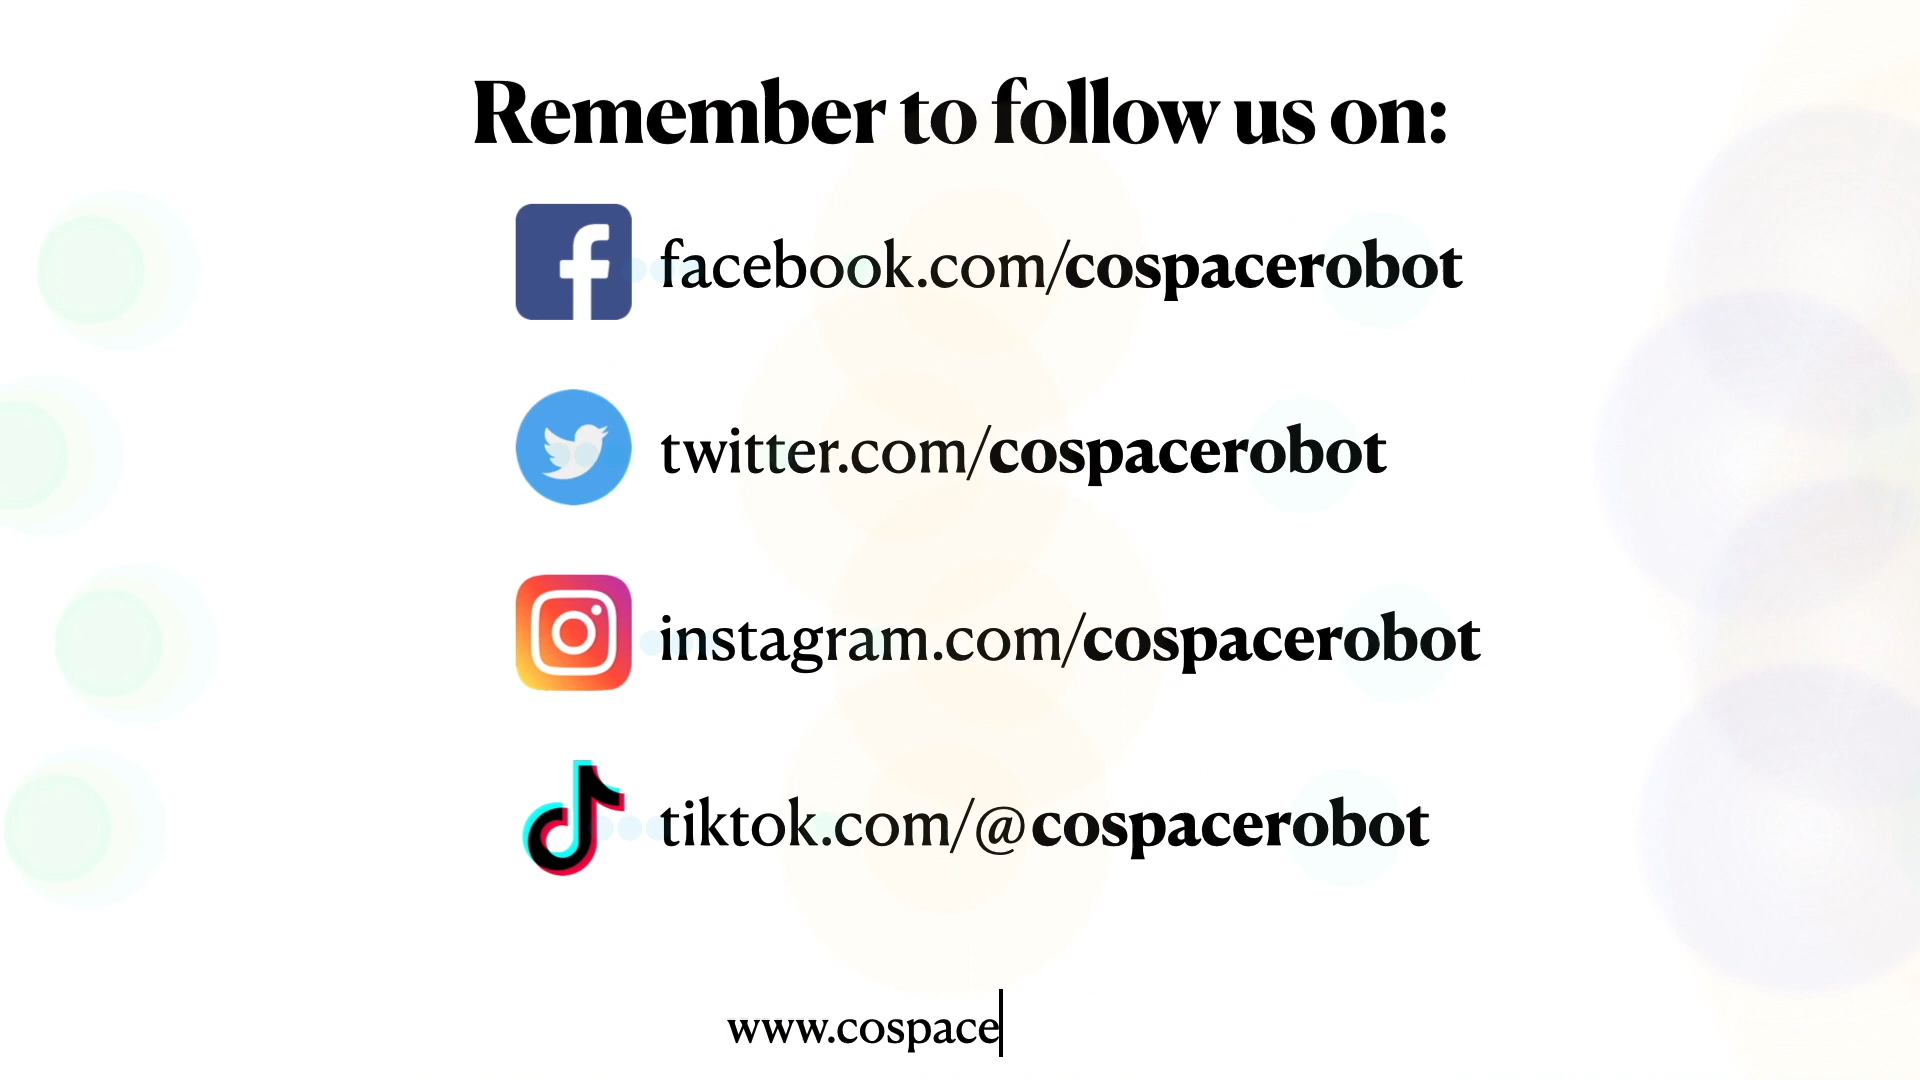 Remember to follow us on:
facebook.com/cospacerobot
twitter.com/cospacerobot
instagram.com/cospacerobot
tiktok.com/@cospacerobot
www.cospace